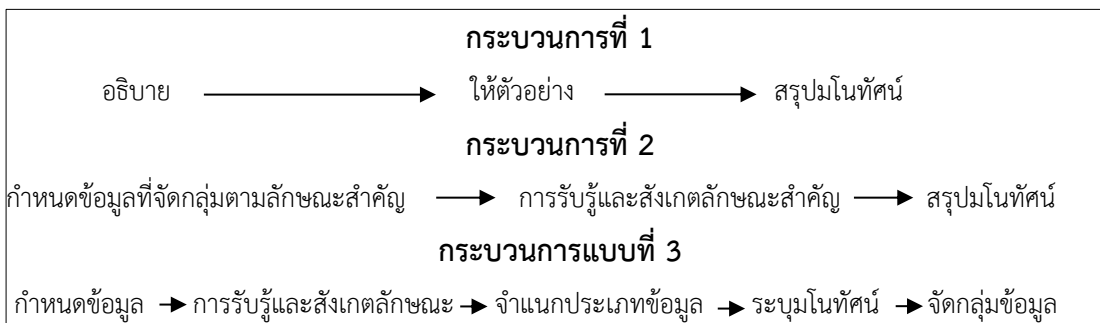 กระบวนการที่ 1
อธิบาย ให้ตัวอย่าง สรุปมโนทัศน์
กระบวนการที่ 2
กำหนดข้อมูลที่จัดกลุ่มตามลักษณะสำคัญ การรับรู้และสังเกตลักษณะสำคัญ สรุปมโนทัศน์
กระบวนการแบบที่ 3
กำหนดข้อมูล การรับรู้และสังเกตลักษณะ จำแนกประเภทข้อมูล ระบุมโนทัศน์ จัดกลุ่มข้อมูล